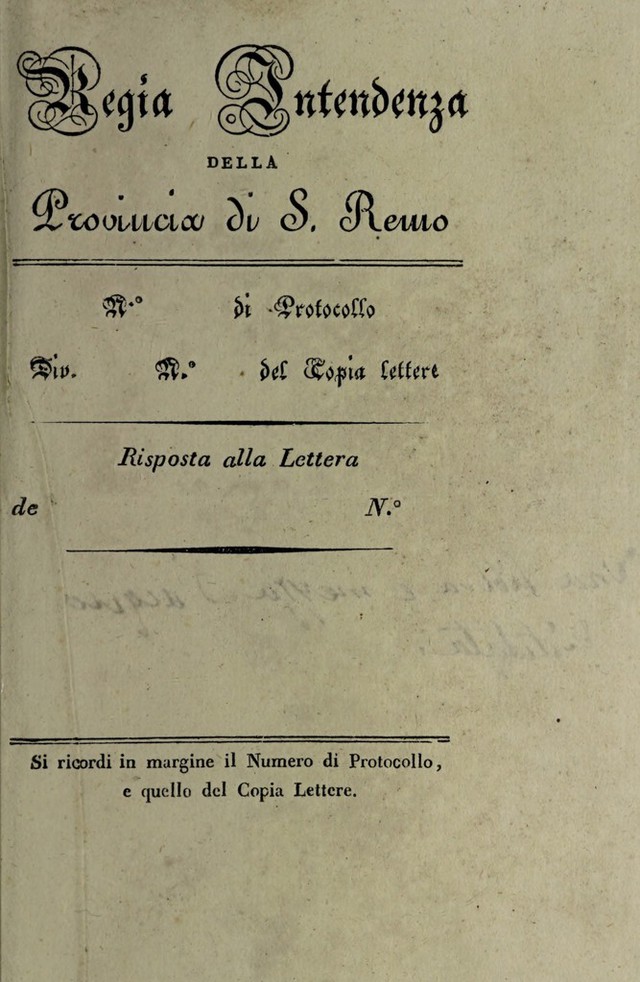 Regia Intendenza
DELLA
Provincia di S. Remo
N.º di Protocollo
Div. N.º del Copia lettere
Risposta alla Lettera
de N.º
Si ricordi in margine il Numero di Protocollo,
e quello del Copia Lettere.